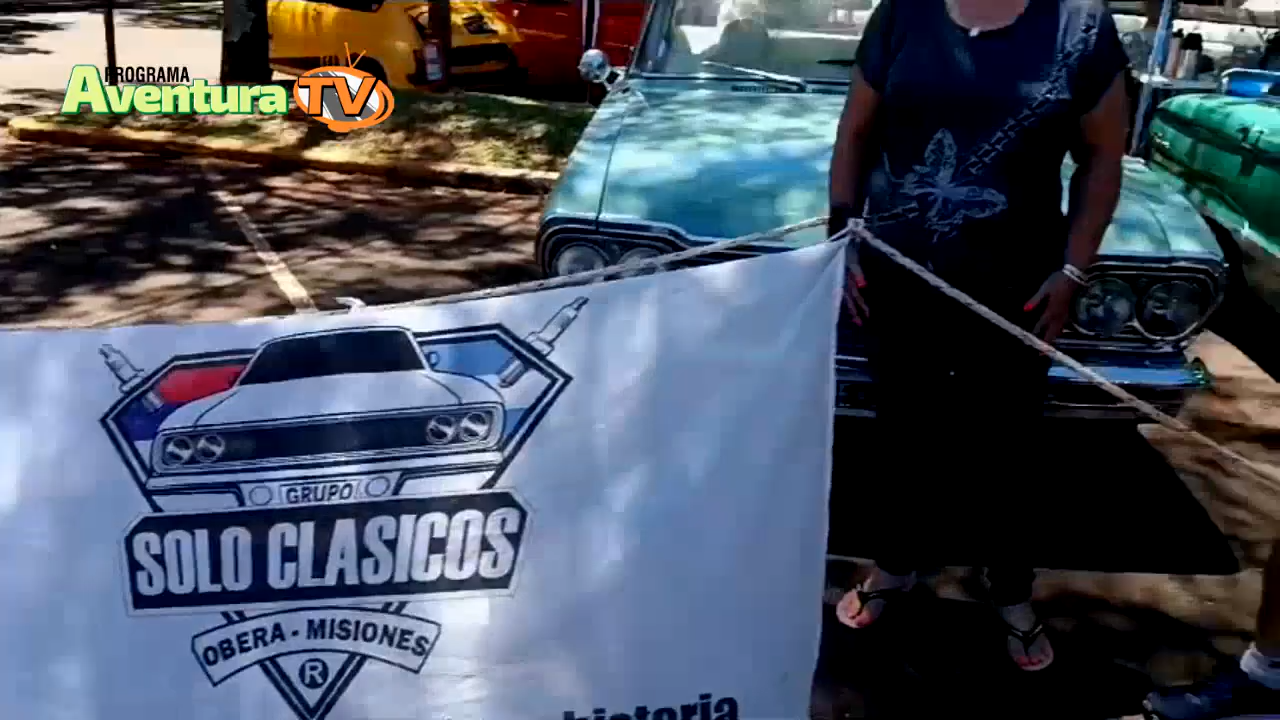 PROGRAMA
Aventura TV
GRUPO
SOLO CLASICOS
OBERA - MISIONES
®
historia